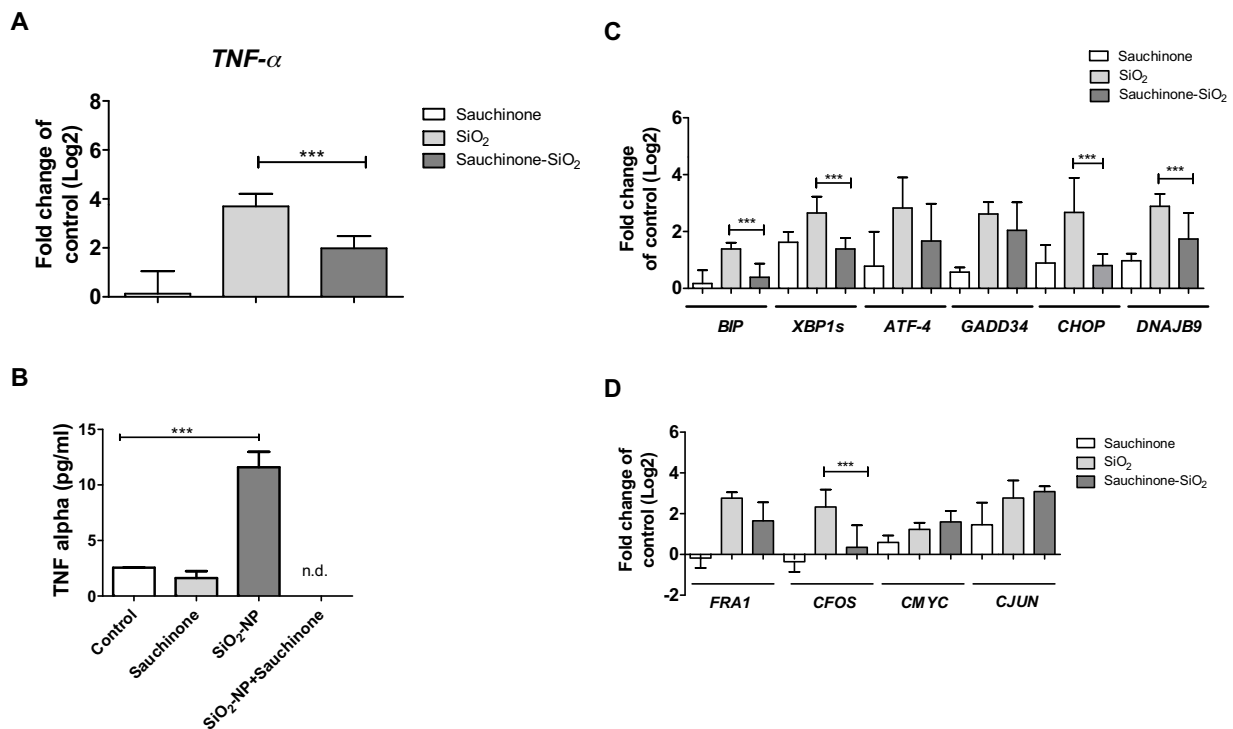 A
TNF-α
Fold change of
control (Log2)
8
6
4
2
0
***
Sauchinone
SiO₂
Sauchinone-SiO₂
B
TNF alpha (pg/ml)
15
10
5
0
***
n.d.
Control
Sauchinone
SiO₂-NP
SiO₂-NP+Sauchinone
C
Sauchinone
SiO₂
Sauchinone-SiO₂
Fold change
of control (Log2)
6
4
2
0
***
***
***
***
BIP XBP1s ATF-4 GADD34 CHOP DNAJB9
D
Sauchinone
SiO₂
Sauchinone-SiO₂
Fold change of
control (Log2)
6
4
2
0
-2
***
FRA1 CFOS CMYC CJUN